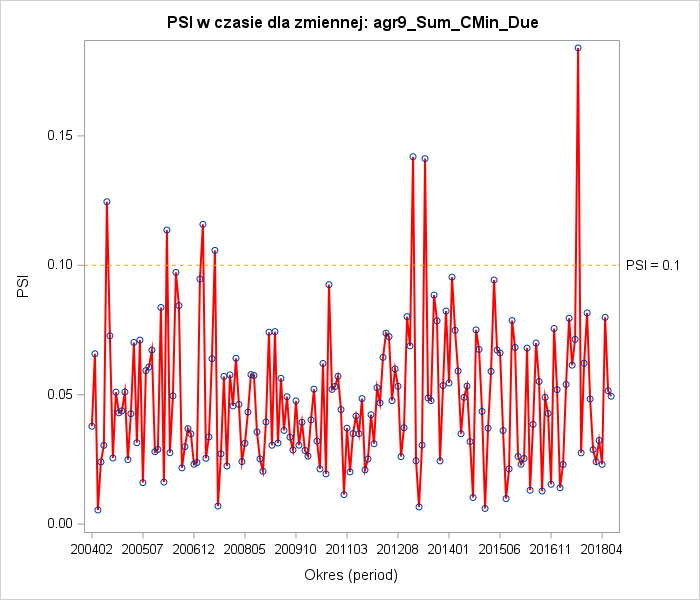 PSI w czasie dla zmiennej: agr9_Sum_CMin_Due
0.15
0.10
0.05
0.00
PSI
PSI = 0.1
200402 200507 200612 200805 200910 201103 201208 201401 201506 201611 201804
Okres (period)